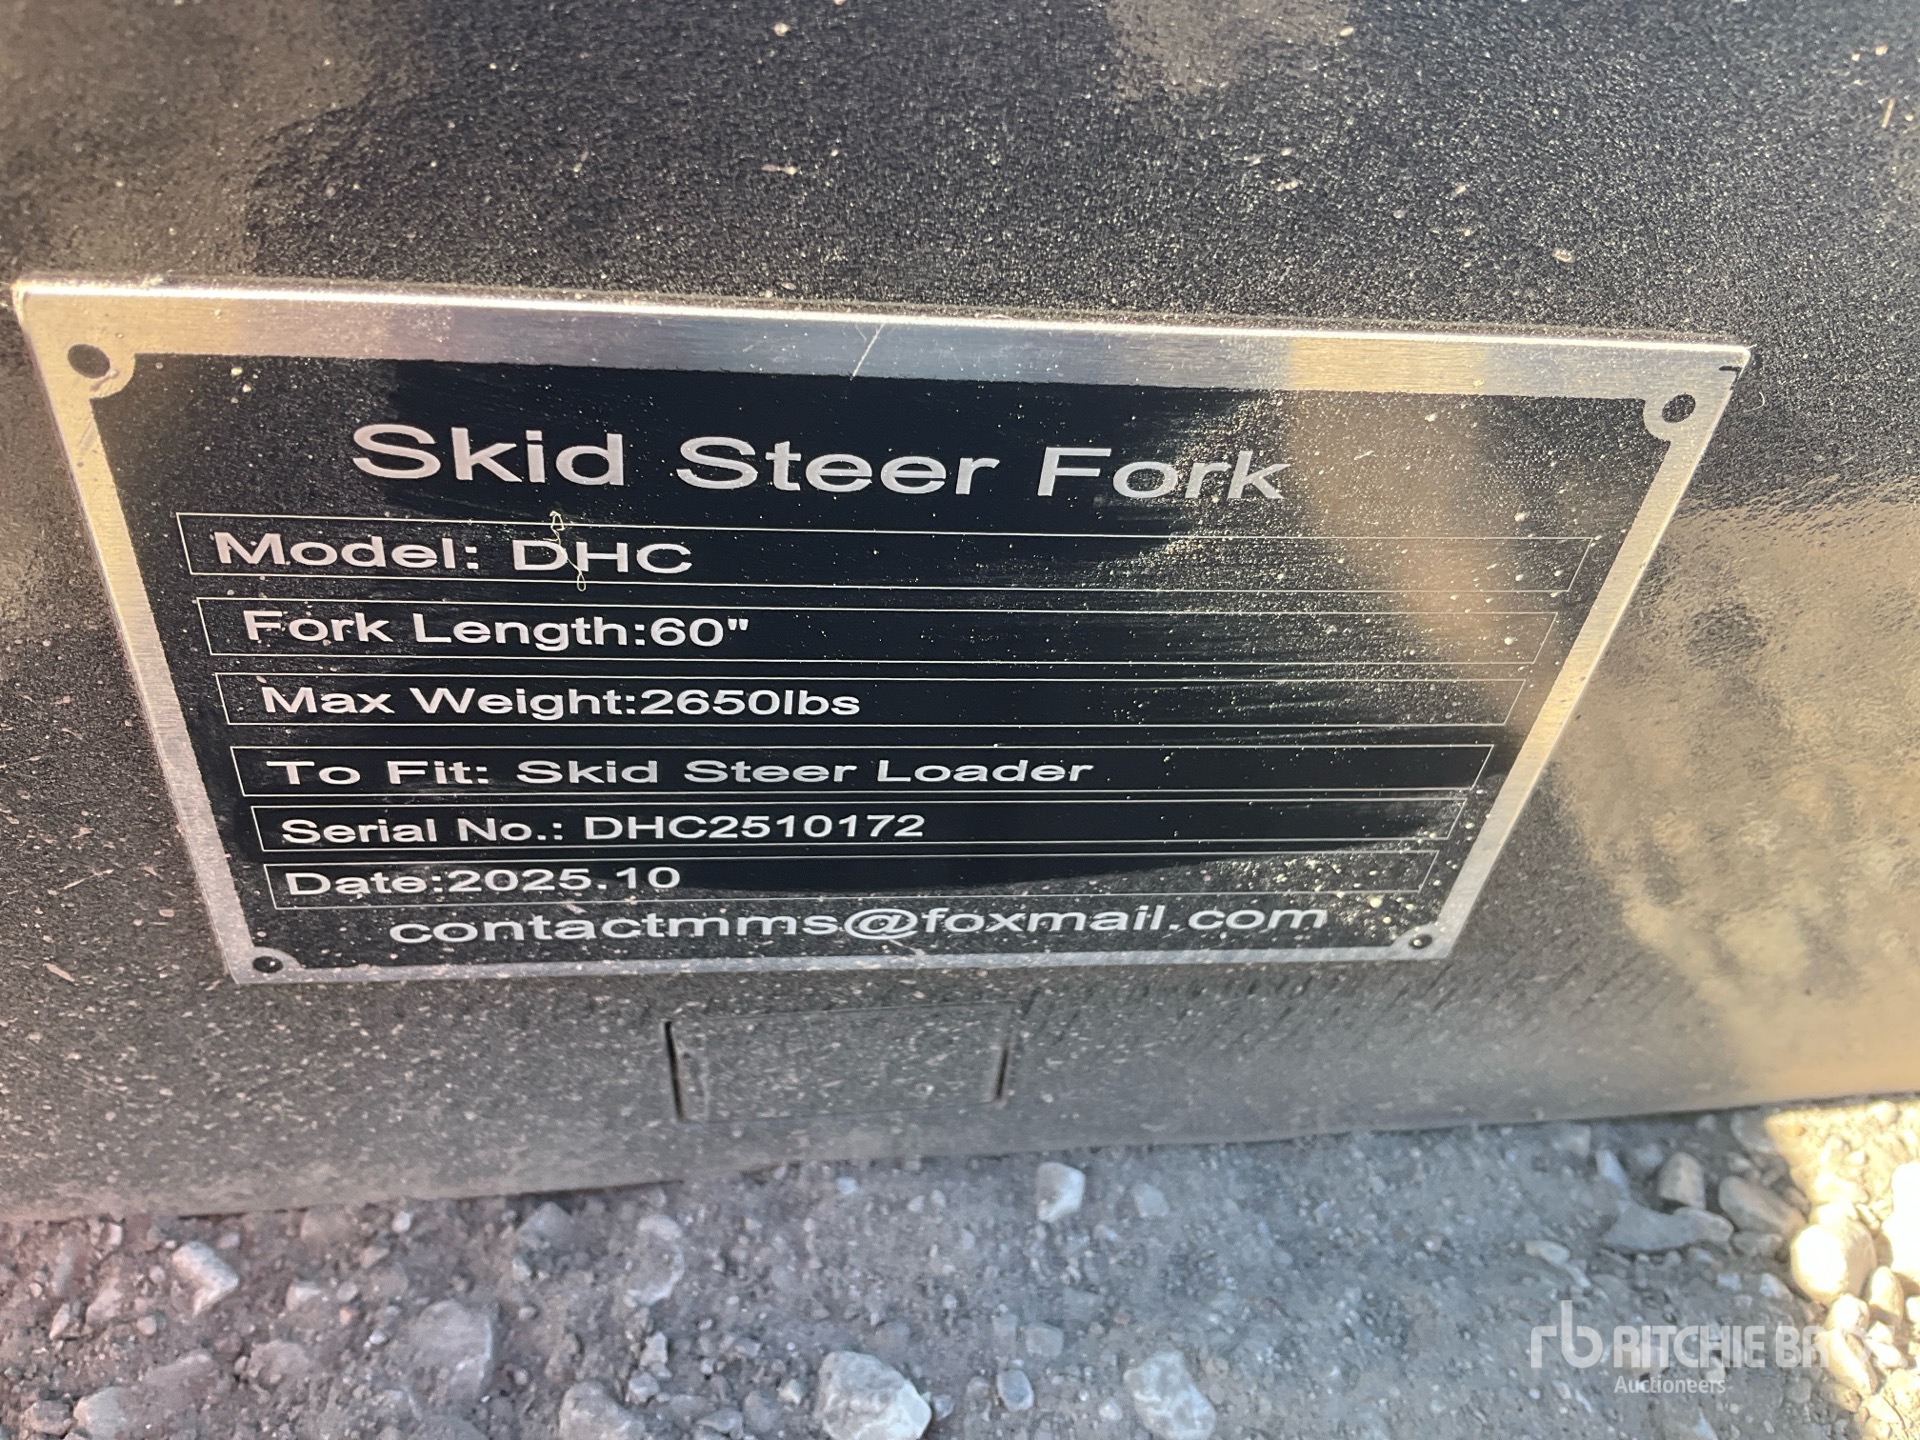 Skid Steer Fork
Model: DHC
Fork Length:60"
Max Weight:2650lbs
To Fit: Skid Steer Loader
Serial No.: DHC2510172
Date:2025.10
contactmms@foxmail.com
rb RITCHIE BR
Auctioneers